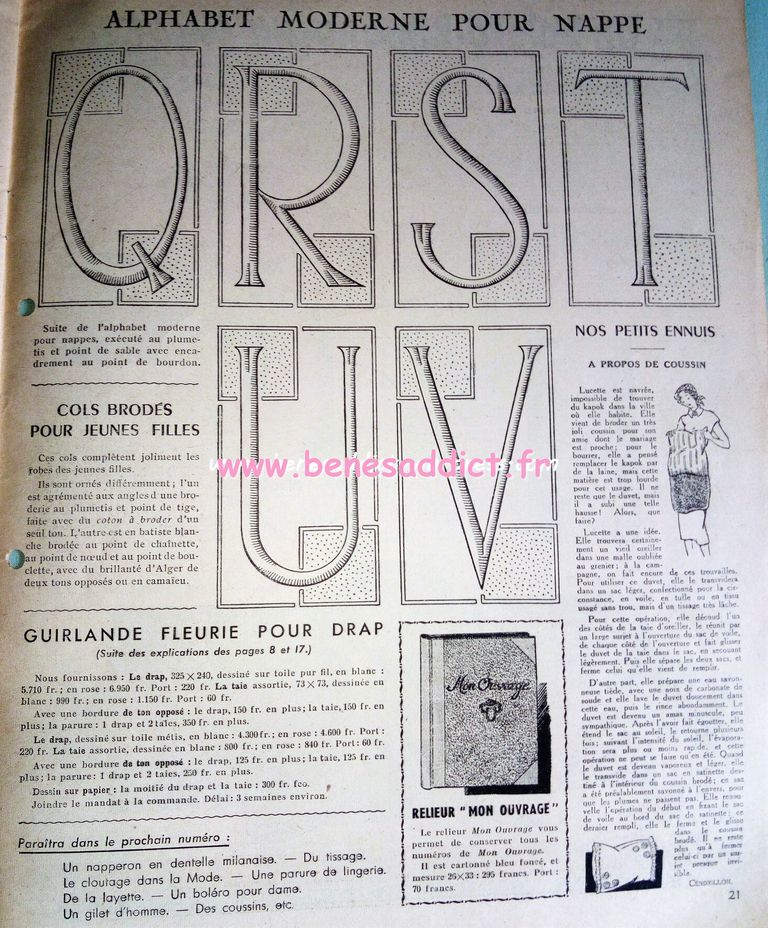 ALPHABET MODERNE POUR NAPPE
Q R S T
Suite de l'alphabet moderne
pour nappes, exécuté au plume-
tis et point de sable avec enca-
drement au point de bourdon.
COLS BRODÉS
POUR JEUNES FILLES
Ces cols complètent joliment les
robes des jeunes filles.
Ils sont ornés différemment ; l'un
est agrémenté aux angles d'une bro-
derie au plumetis et point de tige,
faite avec du coton à broder d'un
seul ton. L'autre est en batiste blan-
che brodée au point de chaînette,
au point de nœud et au point de bou-
clette, avec du brillanté d'Alger de
deux tons opposés ou en camaïeu.
U V
www.benesaddict.fr
GUIRLANDE FLEURIE POUR DRAP
(Suite des explications des pages 8 et 17.)
Nous fournissons : Le drap, 325 × 240, dessiné sur toile pur fil, en blanc :
5.710 fr. ; en rose : 6.950 fr. Port : 220 fr. La taie assortie, 73 × 73, dessinée en
blanc : 990 fr. ; en rose : 1.150 fr. Port : 60 fr.
Avec une bordure de ton opposé : le drap, 150 fr. en plus ; la taie, 150 fr. en
plus ; la parure : 1 drap et 2 taies, 350 fr. en plus.
Le drap, dessiné sur toile métis, en blanc : 4.300 fr. ; en rose : 4.600 fr. Port :
220 fr. La taie assortie, dessinée en blanc : 800 fr. ; en rose : 840 fr. Port : 60 fr.
Avec une bordure de ton opposé : le drap, 125 fr. en plus ; la taie, 125 fr. en
plus ; la parure : 1 drap et 2 taies, 250 fr. en plus.
Dessin sur papier : la moitié du drap et la taie : 300 fr. fco.
Joindre le mandat à la commande. Délai : 3 semaines environ.
Paraîtra dans le prochain numéro :
Un napperon en dentelle milanaise. — Du tissage.
Le cloutage dans la Mode. — Une parure de lingerie.
De la layette. — Un boléro pour dame.
Un gilet d'homme. — Des coussins, etc.
Mon Ouvrage
RELIEUR "MON OUVRAGE"
Le relieur Mon Ouvrage vous
permet de conserver tous les
numéros de Mon Ouvrage.
Il est cartonné bleu foncé, et
mesure 26 × 33 : 295 francs. Port :
70 francs.
NOS PETITS ENNUIS
A PROPOS DE COUSSIN
Lucette est navrée,
impossible de trouver
du kapok dans la ville
où elle habite. Elle
vient de broder un très
joli coussin pour son
amie dont le mariage
est proche ; pour le
bourrer, elle a pensé
remplacer le kapok par
de la laine, mais cette
matière est trop lourde
pour cet usage. Il ne
reste que le duvet, mais
il a subi une telle
hausse ! Alors, que
faire ?
Lucette a une idée.
Elle trouvera certaine-
ment un vieil oreiller
dans une malle oubliée
au grenier ; à la cam-
pagne, on fait encore de ces trouvailles.
Pour utiliser ce duvet, elle le transvidera
dans un sac léger, confectionné pour la cir-
constance, en voile, en tulle ou en tissu
usagé sans trou, mais d'un tissage très lâche.
Pour cette opération, elle découd l'un
des côtés de la taie d'oreiller, le réunit par
un large surjet à l'ouverture du sac de voile,
de chaque côté de l'ouverture et fait glisser
le duvet de la taie dans le sac, en secouant
légèrement. Puis elle sépare les deux sacs, et
ferme celui qu'elle vient de remplir.
D'autre part, elle prépare une eau savon-
neuse tiède, avec une noix de carbonate de
soude et elle lave le duvet doucement dans
cette eau, puis le rince abondamment. Le
duvet est devenu un amas minuscule, peu
sympathique. Après l'avoir fait égoutter, elle
étend le sac au soleil, le retourne plusieurs
fois ; suivant l'intensité du soleil, l'évapora-
tion sera plus ou moins rapide, et cette
opération ne peut se faire qu'en été. Quand
le duvet est devenu vaporeux et léger, elle
le transvide dans un sac en satinette des-
tiné à l'intérieur du coussin brodé ; ce sac
a été préalablement savonné à l'envers, pour
que les plumes ne passent pas. Elle renou-
velle l'opération du début en fixant le sac
de voile au bord du sac de satinette ; ce
dernier rempli, elle le ferme et le glisse
dans le coussin
brodé. Il ne reste
plus qu'à fermer
celui-ci par un sur-
jet presque invi-
sible.
CENDRILLON.
21